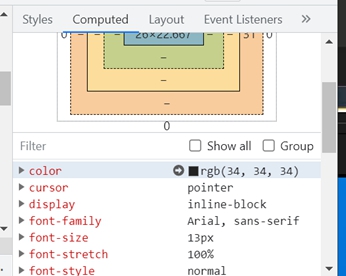 Styles Computed Layout Event Listeners »
0 - - 26×22.667 - - 31 0
-
-
-
0
Filter Show all Group
color rgb(34, 34, 34)
cursor pointer
display inline-block
font-family Arial, sans-serif
font-size 13px
font-stretch 100%
font-style normal